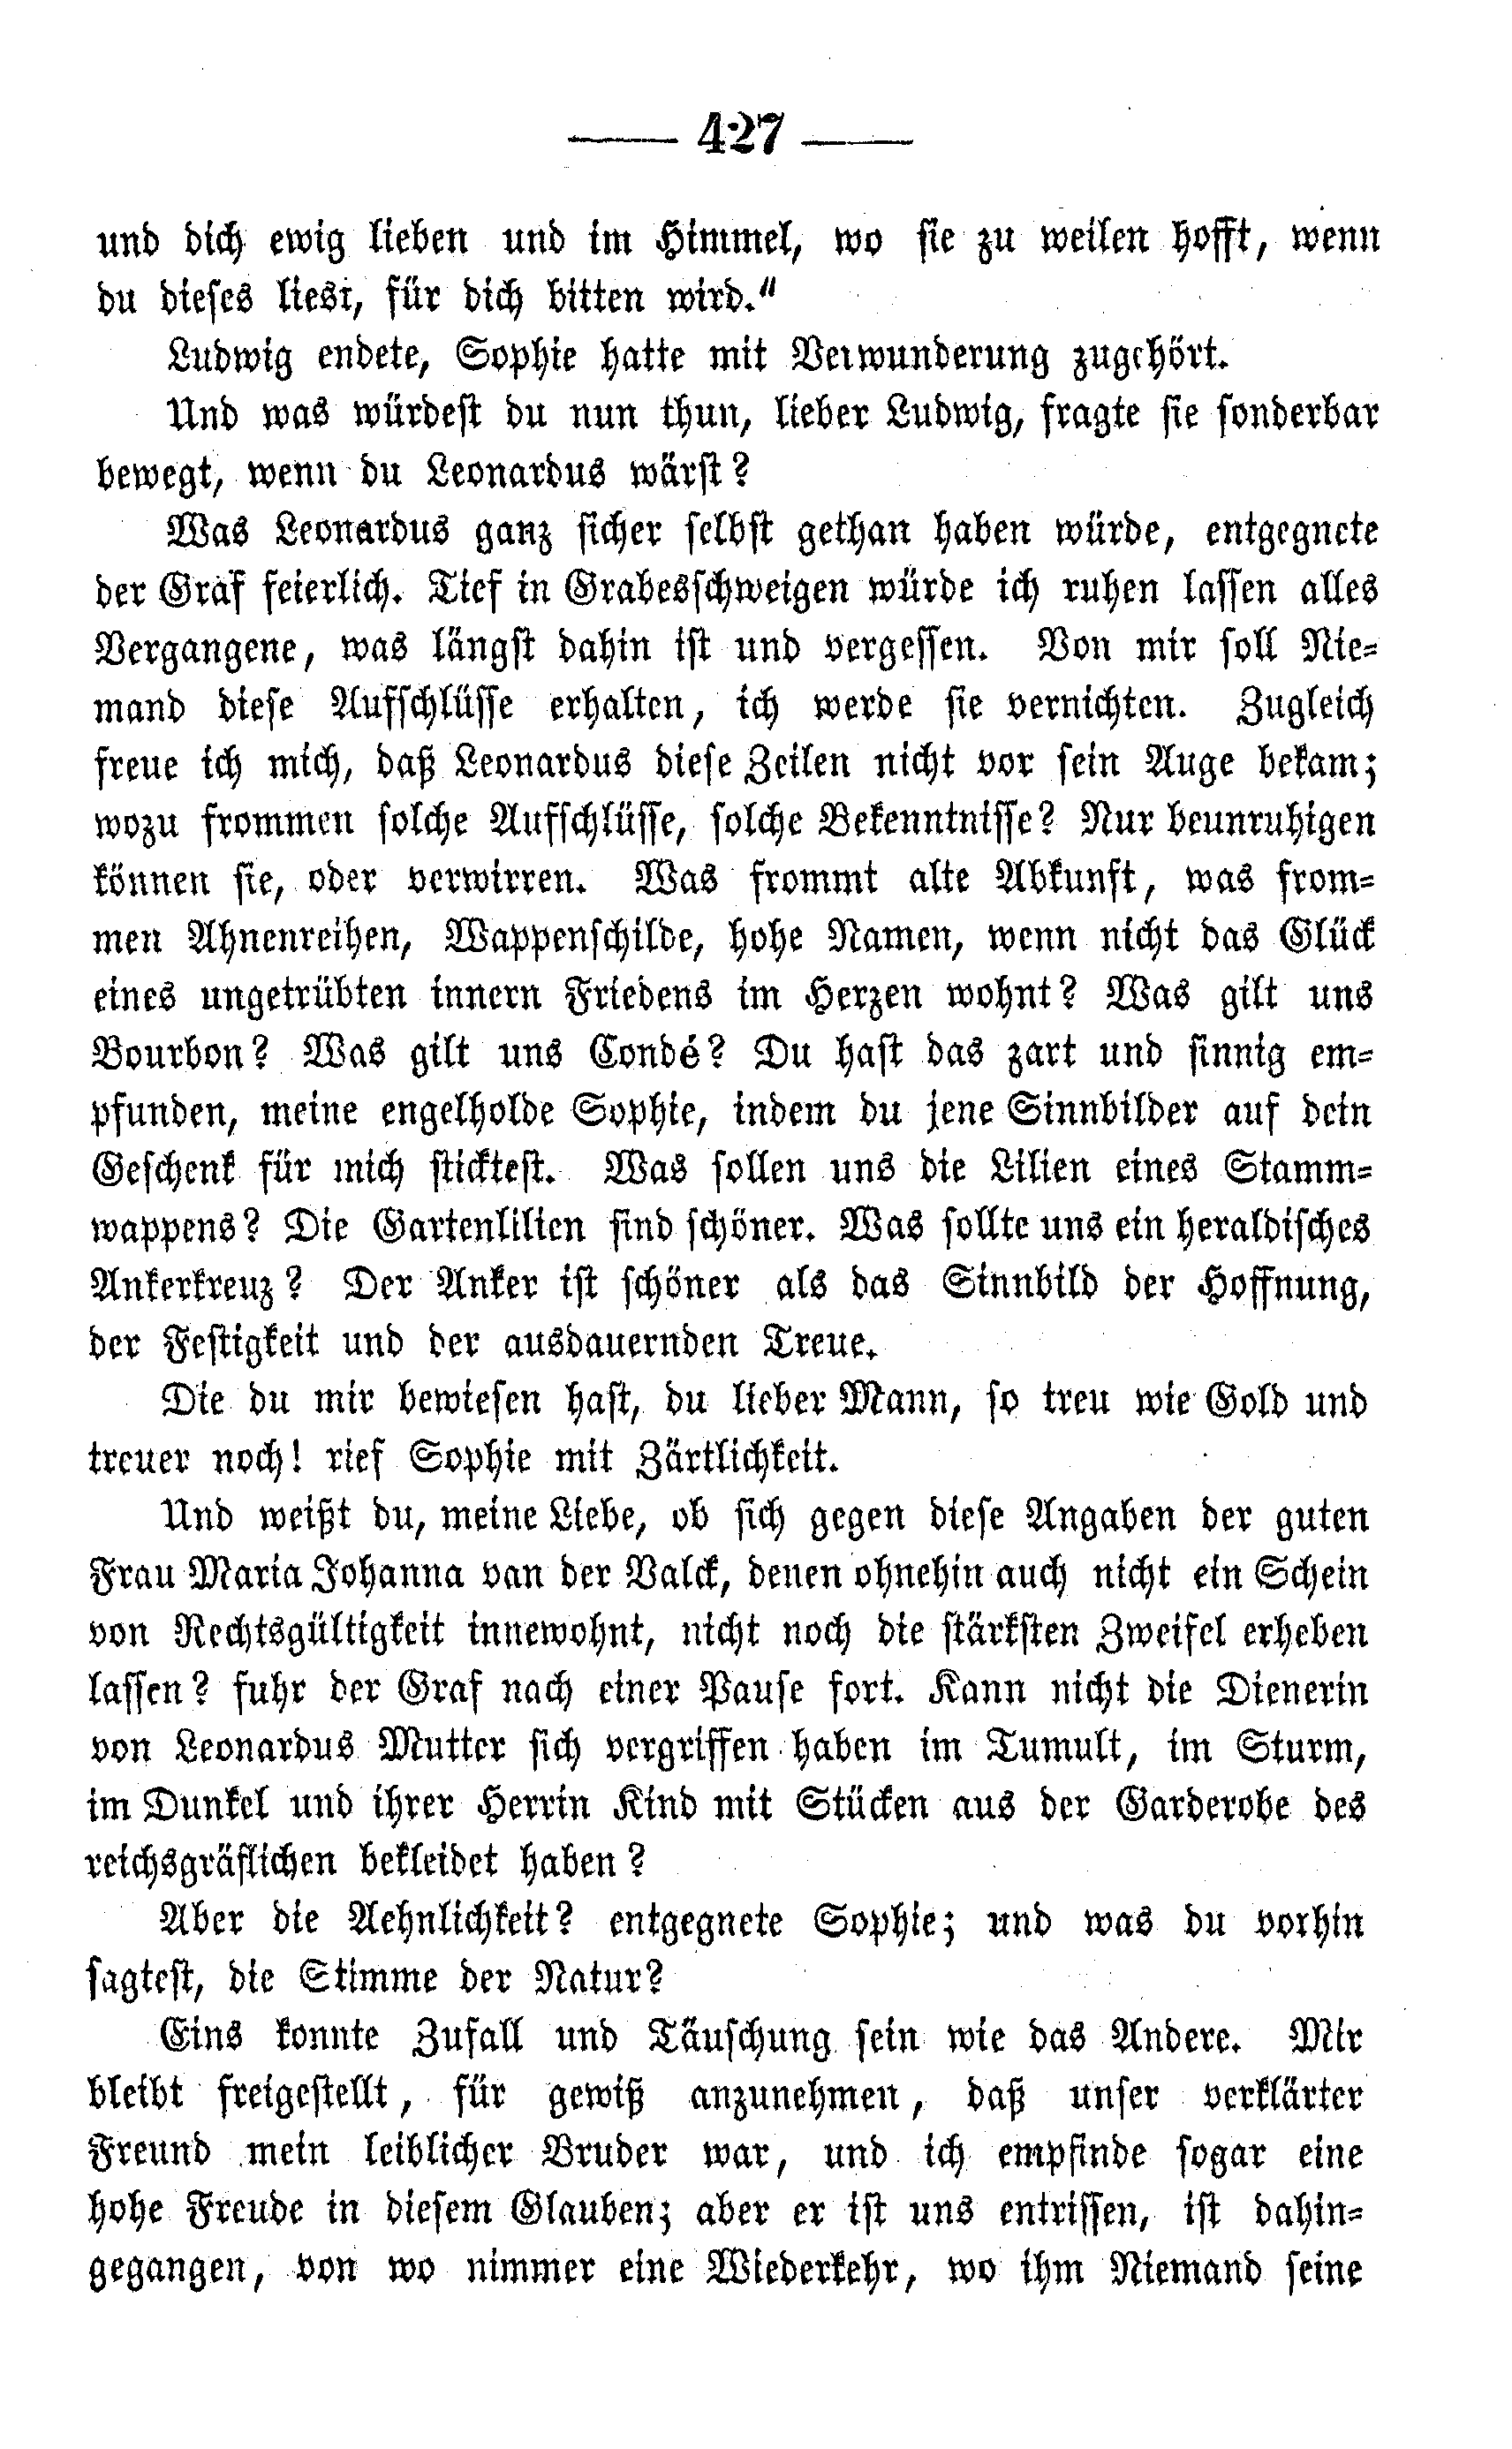 — 427 —
und dich ewig lieben und im Himmel, wo sie zu weilen hofft, wenn
du dieses liest, für dich bitten wird.“
Ludwig endete, Sophie hatte mit Verwunderung zugehört.
Und was würdest du nun thun, lieber Ludwig, fragte sie sonderbar
bewegt, wenn du Leonardus wärst?
Was Leonardus ganz sicher selbst gethan haben würde, entgegnete
der Graf feierlich. Tief in Grabesschweigen würde ich ruhen lassen alles
Vergangene, was längst dahin ist und vergessen. Von mir soll Nie-
mand diese Aufschlüsse erhalten, ich werde sie vernichten. Zugleich
freue ich mich, daß Leonardus diese Zeilen nicht vor sein Auge bekam;
wozu frommen solche Aufschlüsse, solche Bekenntnisse? Nur beunruhigen
können sie, oder verwirren. Was frommt alte Abkunft, was from-
men Ahnenreihen, Wappenschilde, hohe Namen, wenn nicht das Glück
eines ungetrübten innern Friedens im Herzen wohnt? Was gilt uns
Bourbon? Was gilt uns Condé? Du hast das zart und sinnig em-
pfunden, meine engelholde Sophie, indem du jene Sinnbilder auf dein
Geschenk für mich sticktest. Was sollen uns die Lilien eines Stamm-
wappens? Die Gartenlilien sind schöner. Was sollte uns ein heraldisches
Ankerkreuz? Der Anker ist schöner als das Sinnbild der Hoffnung,
der Festigkeit und der ausdauernden Treue.
Die du mir bewiesen hast, du lieber Mann, so treu wie Gold und
treuer noch! rief Sophie mit Zärtlichkeit.
Und weißt du, meine Liebe, ob sich gegen diese Angaben der guten
Frau Maria Johanna van der Valck, denen ohnehin auch nicht ein Schein
von Rechtsgültigkeit innewohnt, nicht noch die stärksten Zweifel erheben
lassen? fuhr der Graf nach einer Pause fort. Kann nicht die Dienerin
von Leonardus Mutter sich vergriffen haben im Tumult, im Sturm,
im Dunkel und ihrer Herrin Kind mit Stücken aus der Garderobe des
reichsgräflichen bekleidet haben?
Aber die Aehnlichkeit? entgegnete Sophie; und was du vorhin
sagtest, die Stimme der Natur?
Eins konnte Zufall und Täuschung sein wie das Andere. Mir
bleibt freigestellt, für gewiß anzunehmen, daß unser verklärter
Freund mein leiblicher Bruder war, und ich empfinde sogar eine
hohe Freude in diesem Glauben; aber er ist uns entrissen, ist dahin-
gegangen, von wo nimmer eine Wiederkehr, wo ihm Niemand seine